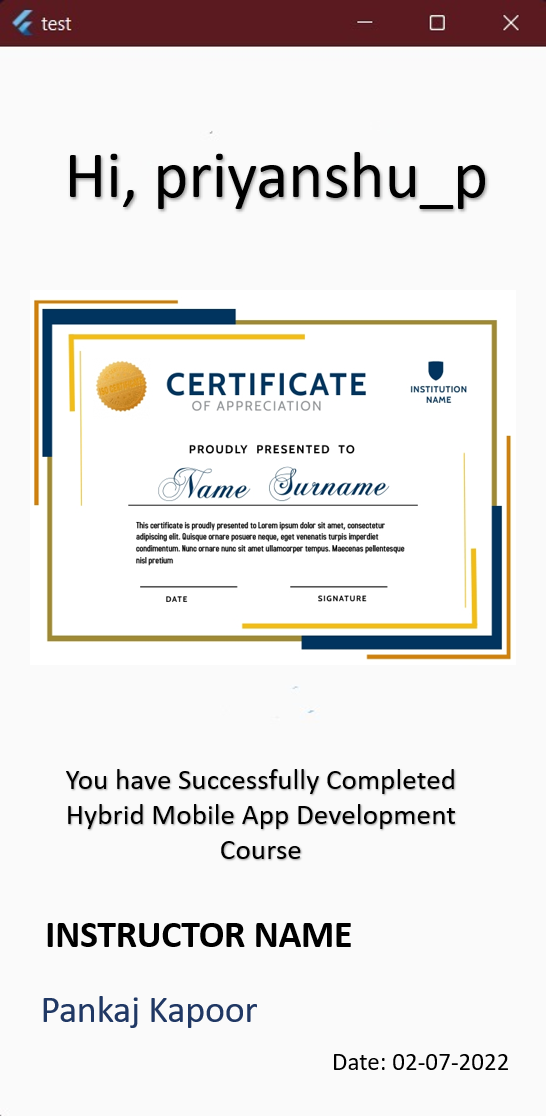 test
Hi, priyanshu_p
CERTIFICATE
OF APPRECIATION
INSTITUTION
NAME
PROUDLY PRESENTED TO
Name Surname
This certificate is proudly presented to Lorem ipsum dolor sit amet, consectetur
adipiscing elit. Quisque ornare posuere neque, eget venenatis turpis imperdiet
condimentum. Nunc ornare nunc sit amet ullamcorper tempus. Maecenas pellentesque
nisl pretium
DATE
SIGNATURE
You have Successfully Completed
Hybrid Mobile App Development
Course
INSTRUCTOR NAME
Pankaj Kapoor
Date: 02-07-2022